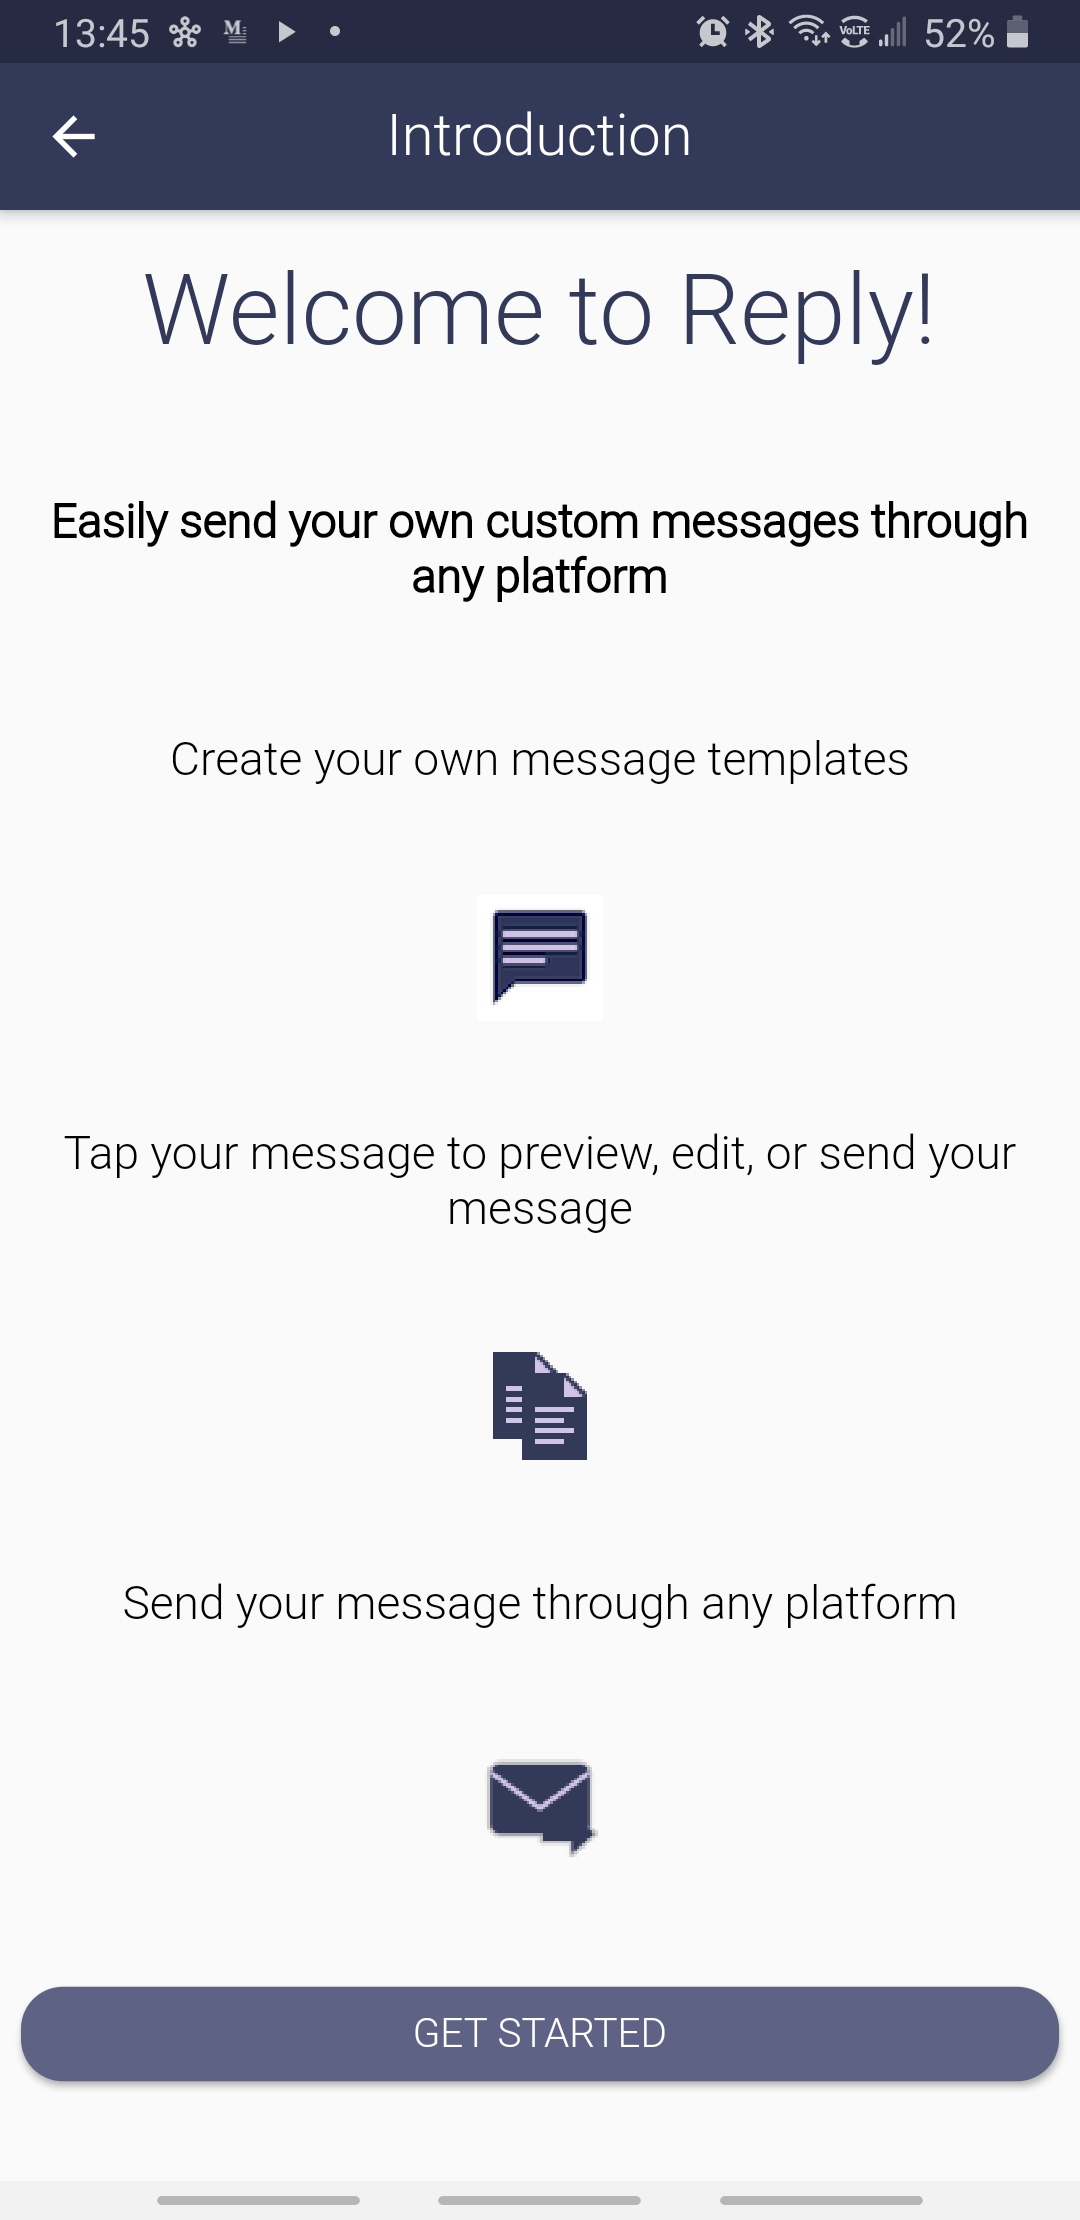 13:45
M
VoLTE
52%
Introduction
Welcome to Reply!
Easily send your own custom messages through
any platform
Create your own message templates
Tap your message to preview, edit, or send your
message
Send your message through any platform
GET STARTED